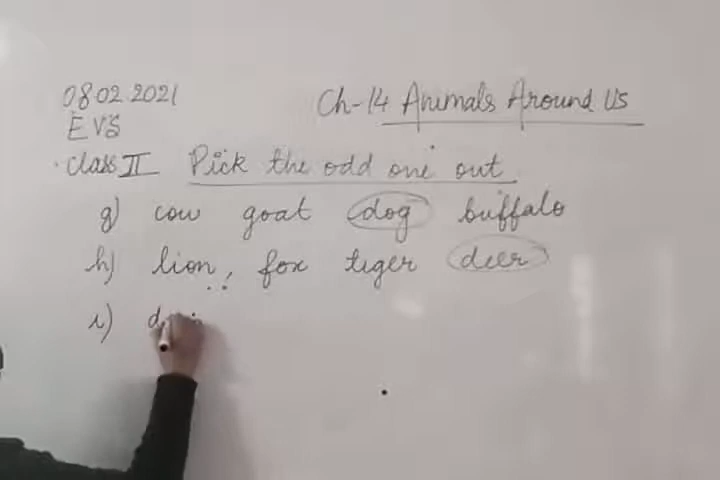 08.02.2021
Ch-14 Animals Around Us
EVS
Class II Pick the odd one out
g) cow goat dog buffalo
h) lion, fox tiger deer
i) d